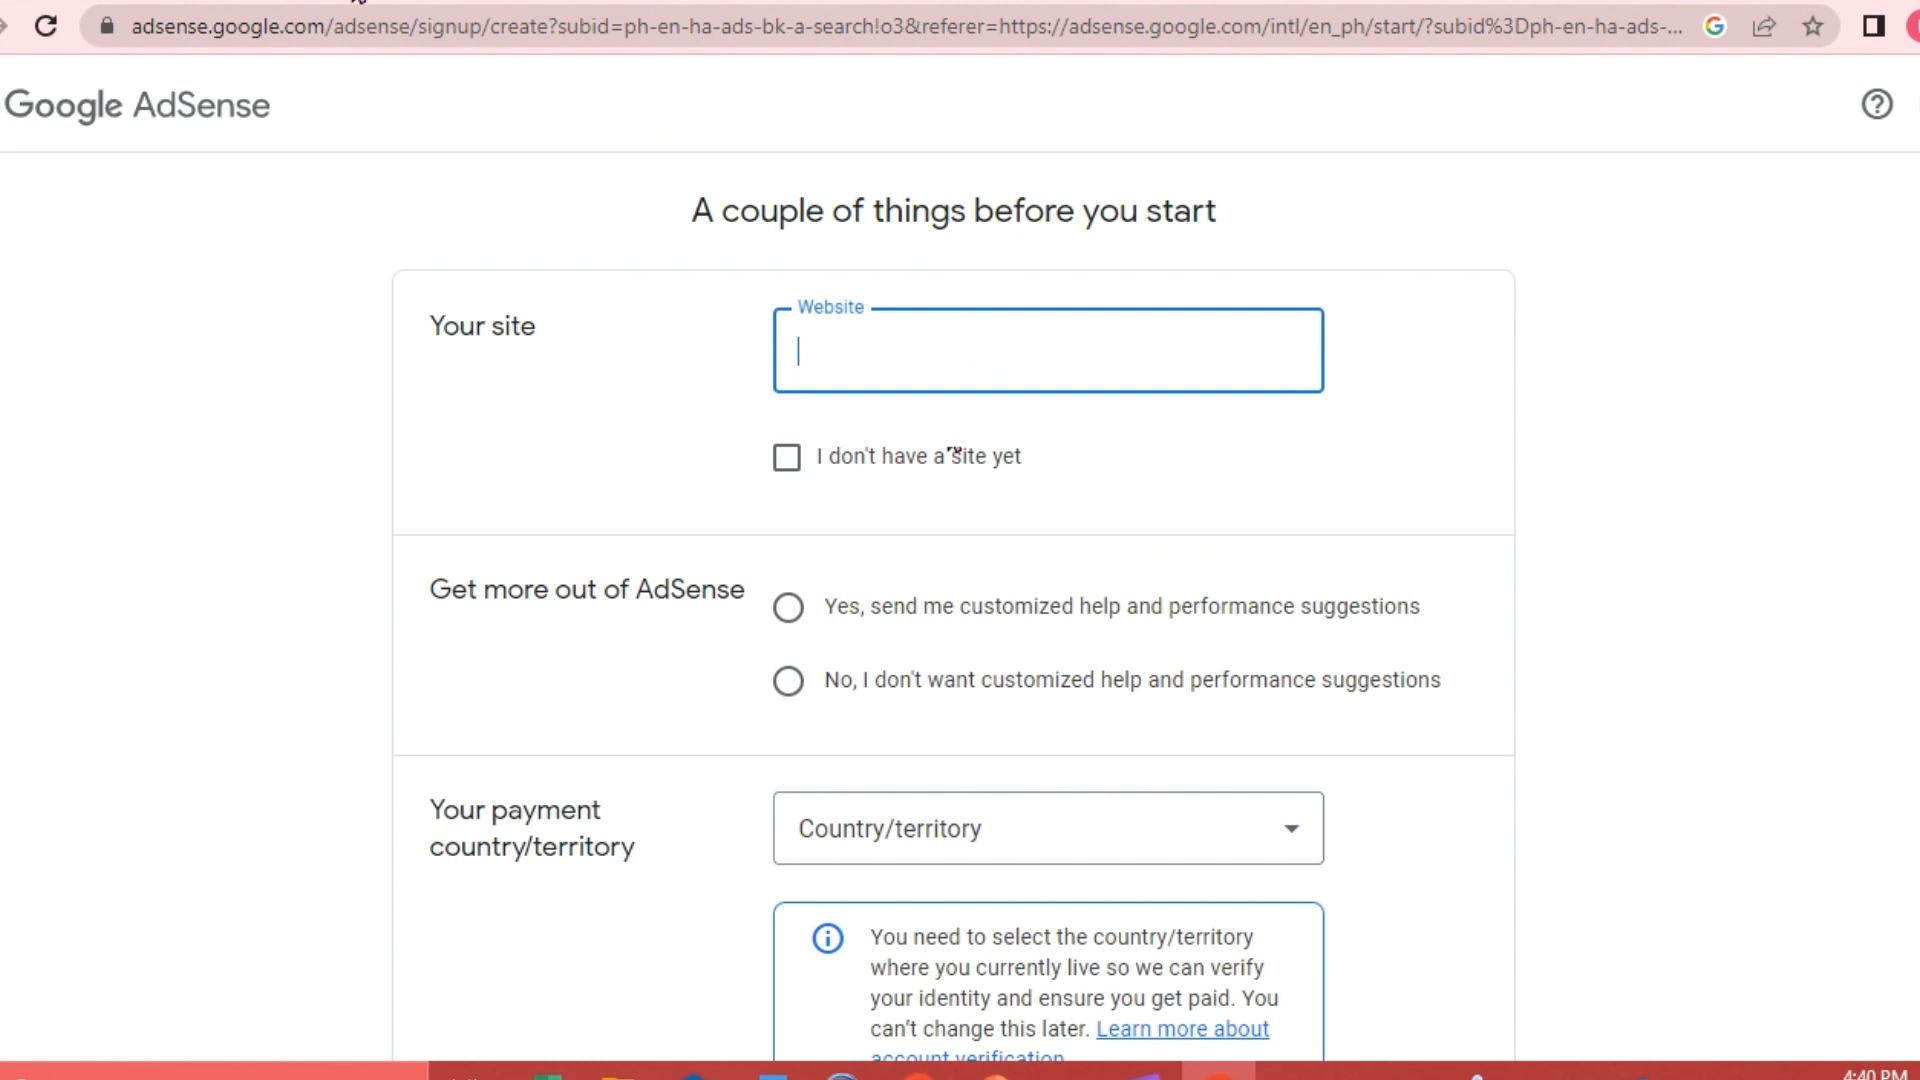 adsense.google.com/adsense/signup/create?subid=ph-en-ha-ads-bk-a-search!o3&referer=https://adsense.google.com/intl/en_ph/start/?subid%3Dph-en-ha-ads-...
Google AdSense
A couple of things before you start
Your site
Website
I don't have a site yet
Get more out of AdSense
Yes, send me customized help and performance suggestions
No, I don't want customized help and performance suggestions
Your payment
country/territory
Country/territory
You need to select the country/territory
where you currently live so we can verify
your identity and ensure you get paid. You
can't change this later. Learn more about
account verification
4:40 PM